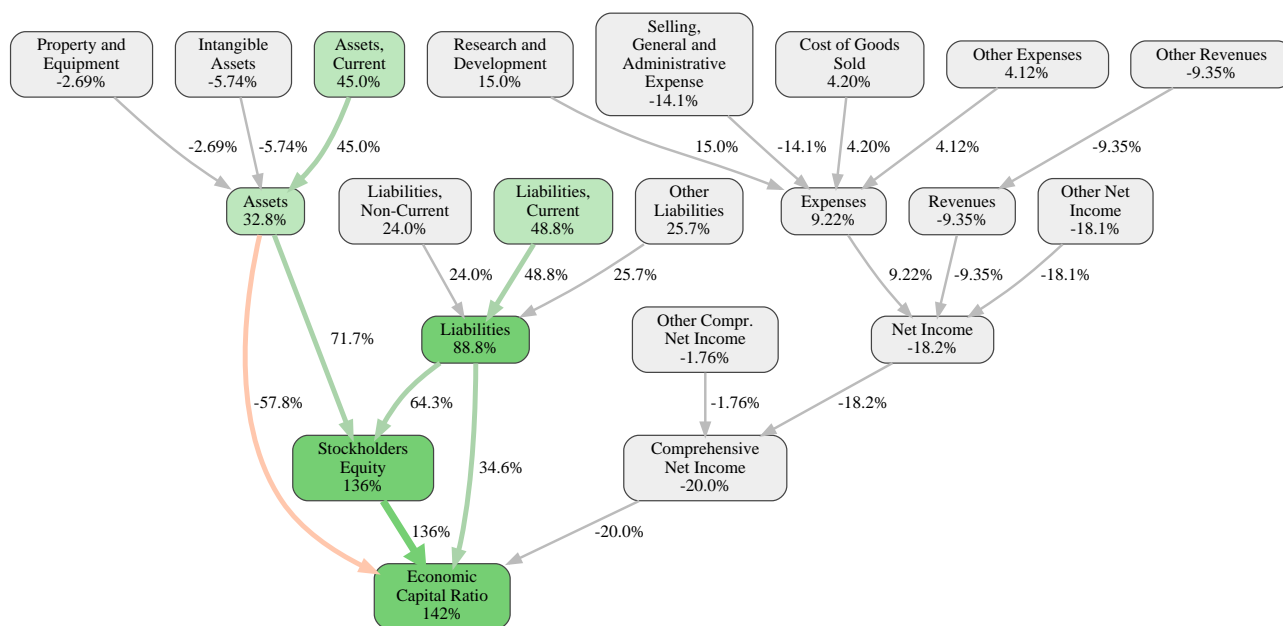 Property and
Equipment
-2.69%
Intangible
Assets
-5.74%
Assets,
Current
45.0%
Research and
Development
15.0%
Selling,
General and
Administrative
Expense
-14.1%
Cost of Goods
Sold
4.20%
Other Expenses
4.12%
Other Revenues
-9.35%
-2.69%
-5.74%
45.0%
15.0%
-14.1%
4.20%
4.12%
-9.35%
Assets
32.8%
Liabilities,
Non-Current
24.0%
Liabilities,
Current
48.8%
Other
Liabilities
25.7%
Expenses
9.22%
Revenues
-9.35%
Other Net
Income
-18.1%
24.0%
48.8%
25.7%
9.22%
-9.35%
-18.1%
71.7%
Liabilities
88.8%
Other Compr.
Net Income
-1.76%
Net Income
-18.2%
-57.8%
64.3%
-1.76%
-18.2%
Stockholders
Equity
136%
34.6%
Comprehensive
Net Income
-20.0%
136%
-20.0%
Economic
Capital Ratio
142%